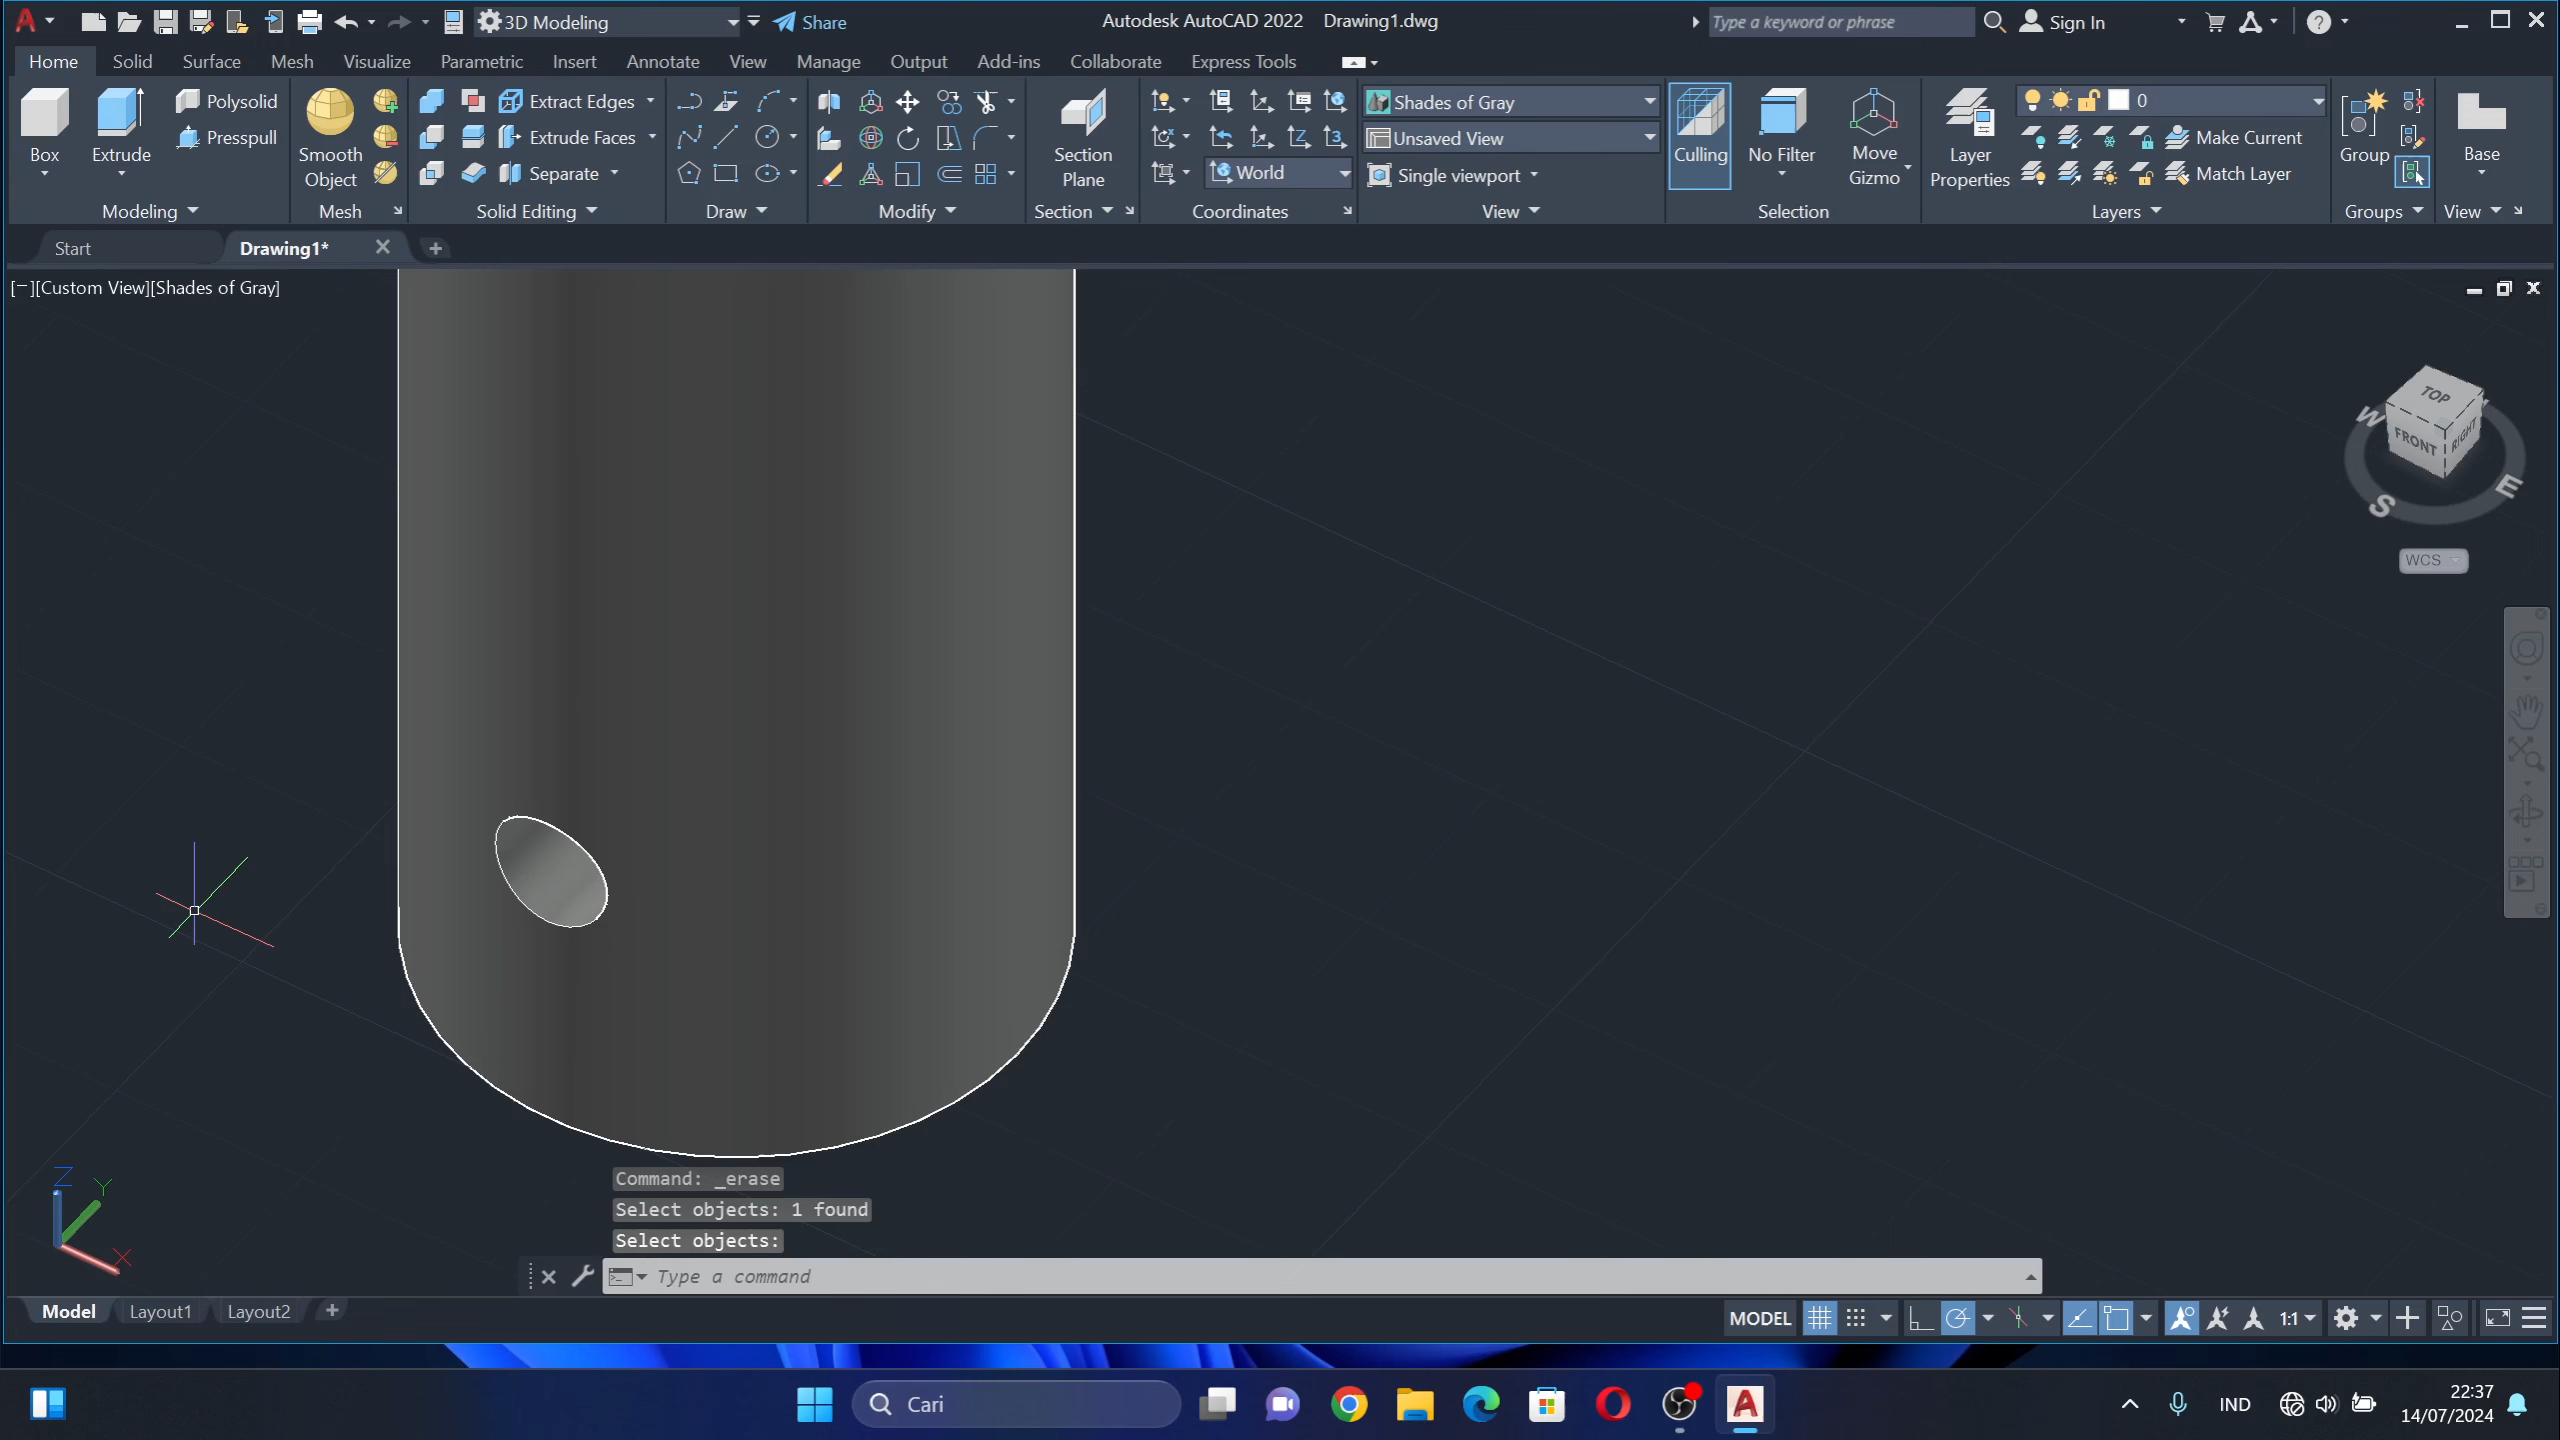 3D Modeling
Share
Autodesk AutoCAD 2022 Drawing1.dwg
Type a keyword or phrase
Sign In
Home Solid Surface Mesh Visualize Parametric Insert Annotate View Manage Output Add-ins Collaborate Express Tools
Box
Extrude
Polysolid
Presspull
Modeling
Smooth
Object
Mesh
Extract Edges
Extrude Faces
Separate
Solid Editing
Draw
Modify
Section
Plane
Section
World
Coordinates
Shades of Gray
Unsaved View
Single viewport
View
Culling
No Filter
Move
Gizmo
Selection
Layer
Properties
0
Make Current
Match Layer
Layers
Group
Groups
Base
View
Start
Drawing1*
[−][Custom View][Shades of Gray]
TOP
FRONT
RIGHT
W
S
E
WCS
Z
Y
X
Command: _erase
Select objects: 1 found
Select objects:
Type a command
Model Layout1 Layout2
MODEL
1:1
Cari
IND
22:37
14/07/2024